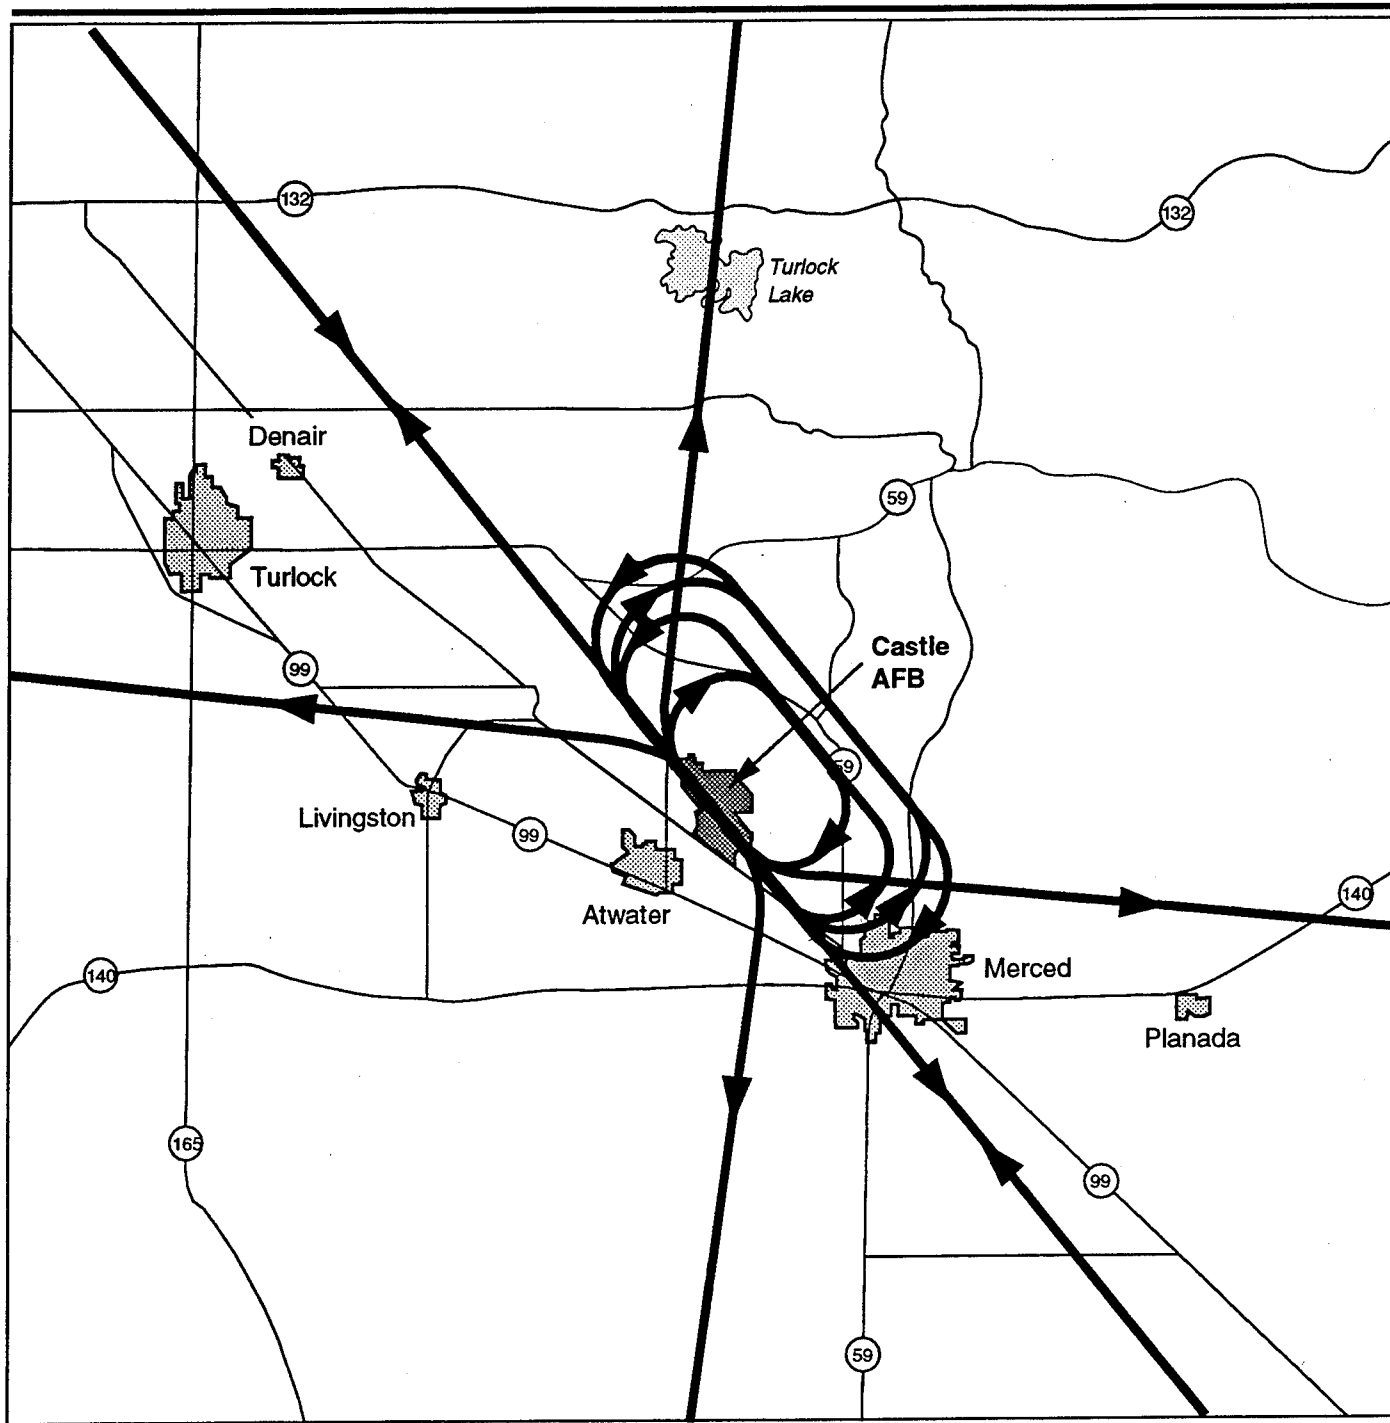 132
132
Turlock
Lake
Denair
59
Turlock
Castle
AFB
99
59
Livingston
99
140
Atwater
Merced
140
Planada
165
99
59